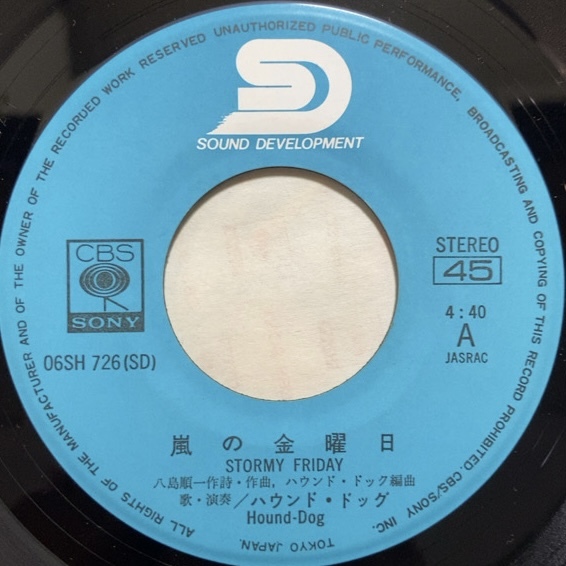 ALL RIGHTS OF THE MANUFACTURER AND OF THE OWNER OF THE RECORDED WORK RESERVED UNAUTHORIZED PUBLIC PERFORMANCE, BROADCASTING AND COPYING OF THIS RECORD PROHIBITED·CBS/SONY INC. TOKYO JAPAN.
SD
SOUND DEVELOPMENT
CBS
SONY
06SH 726(SD)
STEREO
45
4:40
A
JASRAC
嵐の金曜日
STORMY FRIDAY
八島順一作詩・作曲，ハウンド・ドック編曲
歌・演奏/ハウンド・ドッグ
Hound-Dog